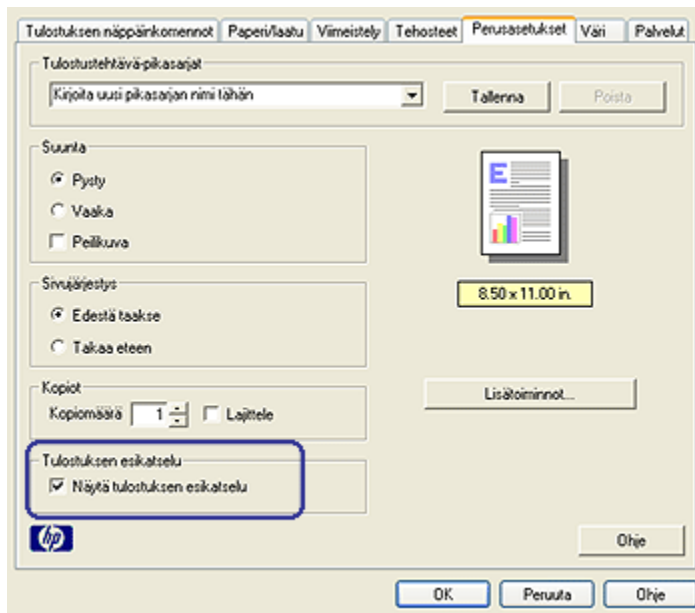 Tulostuksen näppäinkomennot Paperi/laatu Viimeistely Tehosteet Perusasetukset Väri Palvelut
Tulostustehtävä-pikasarjat
Kirjoita uusi pikasarjan nimi tähän Tallenna Poista
Suunta
Pysty
Vaaka
Peilikuva
E
8.50 x 11.00 in.
Sivujärjestys
Edestä taakse
Takaa eteen
Kopiot
Kopiomäärä 1 Lajittele
Lisätoiminnot...
Tulostuksen esikatselu
Näytä tulostuksen esikatselu
hp
Ohje
OK Peruuta Ohje